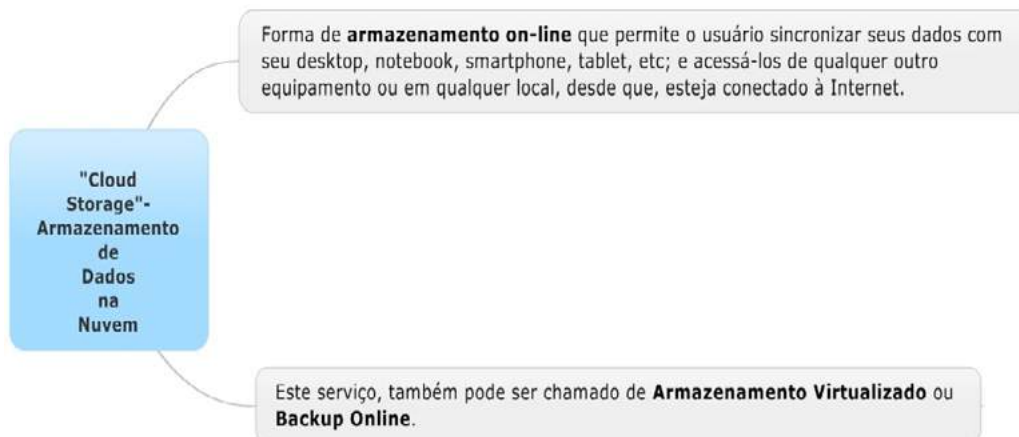 Forma de armazenamento on-line que permite o usuário sincronizar seus dados com
seu desktop, notebook, smartphone, tablet, etc; e acessá-los de qualquer outro
equipamento ou em qualquer local, desde que, esteja conectado à Internet.
"Cloud
Storage"-
Armazenamento
de
Dados
na
Nuvem
Este serviço, também pode ser chamado de Armazenamento Virtualizado ou
Backup Online.